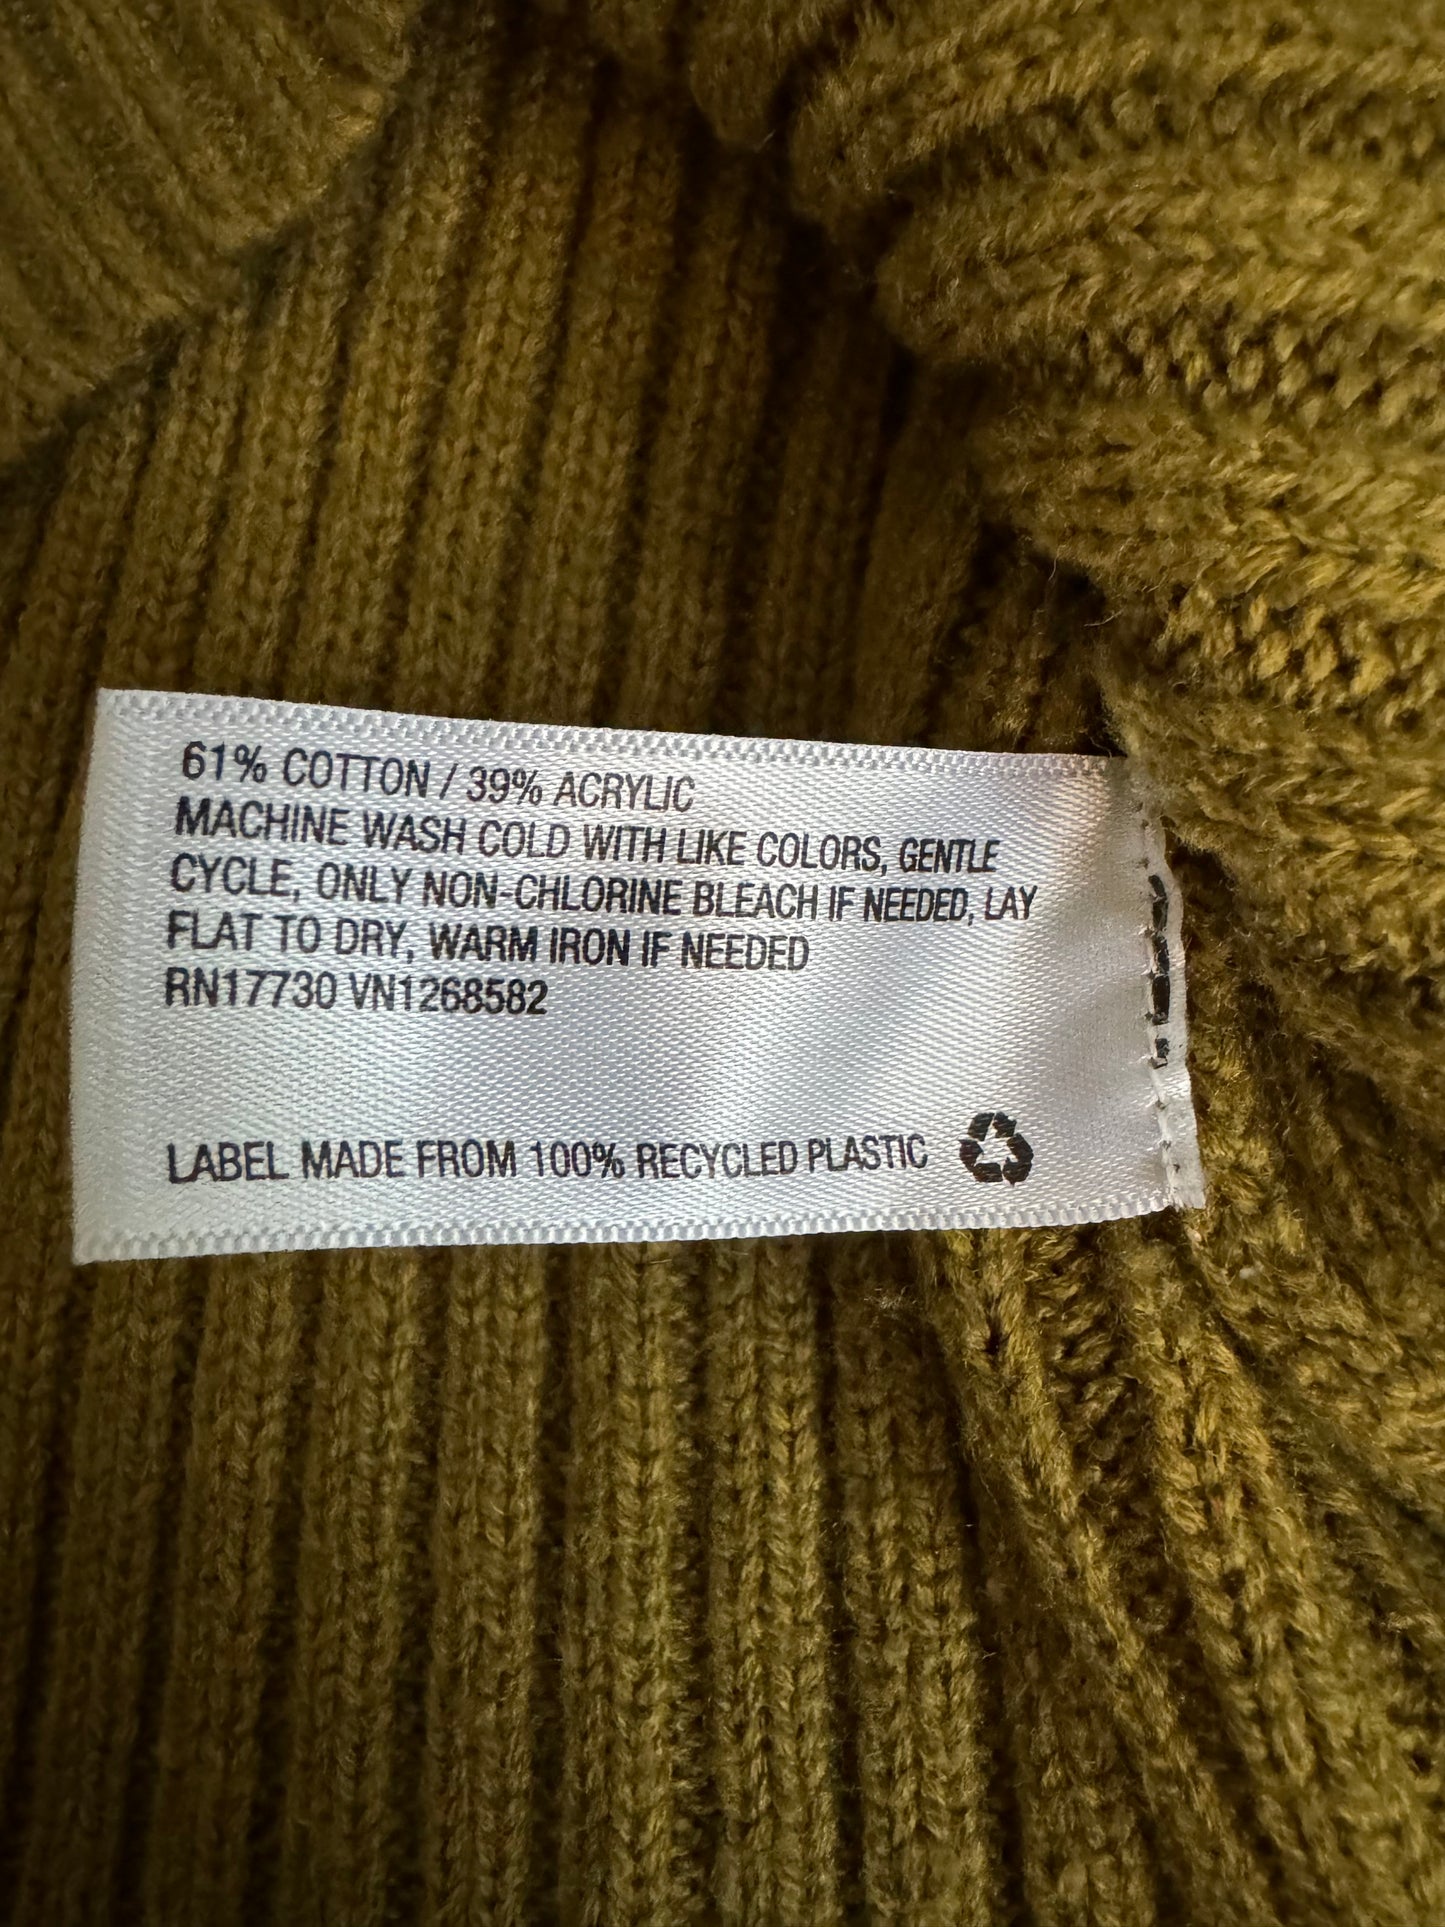 61% COTTON / 39% ACRYLIC
MACHINE WASH COLD WITH LIKE COLORS, GENTLE
CYCLE, ONLY NON-CHLORINE BLEACH IF NEEDED, LAY
FLAT TO DRY, WARM IRON IF NEEDED
RN17730 VN1268582
LABEL MADE FROM 100% RECYCLED PLASTIC